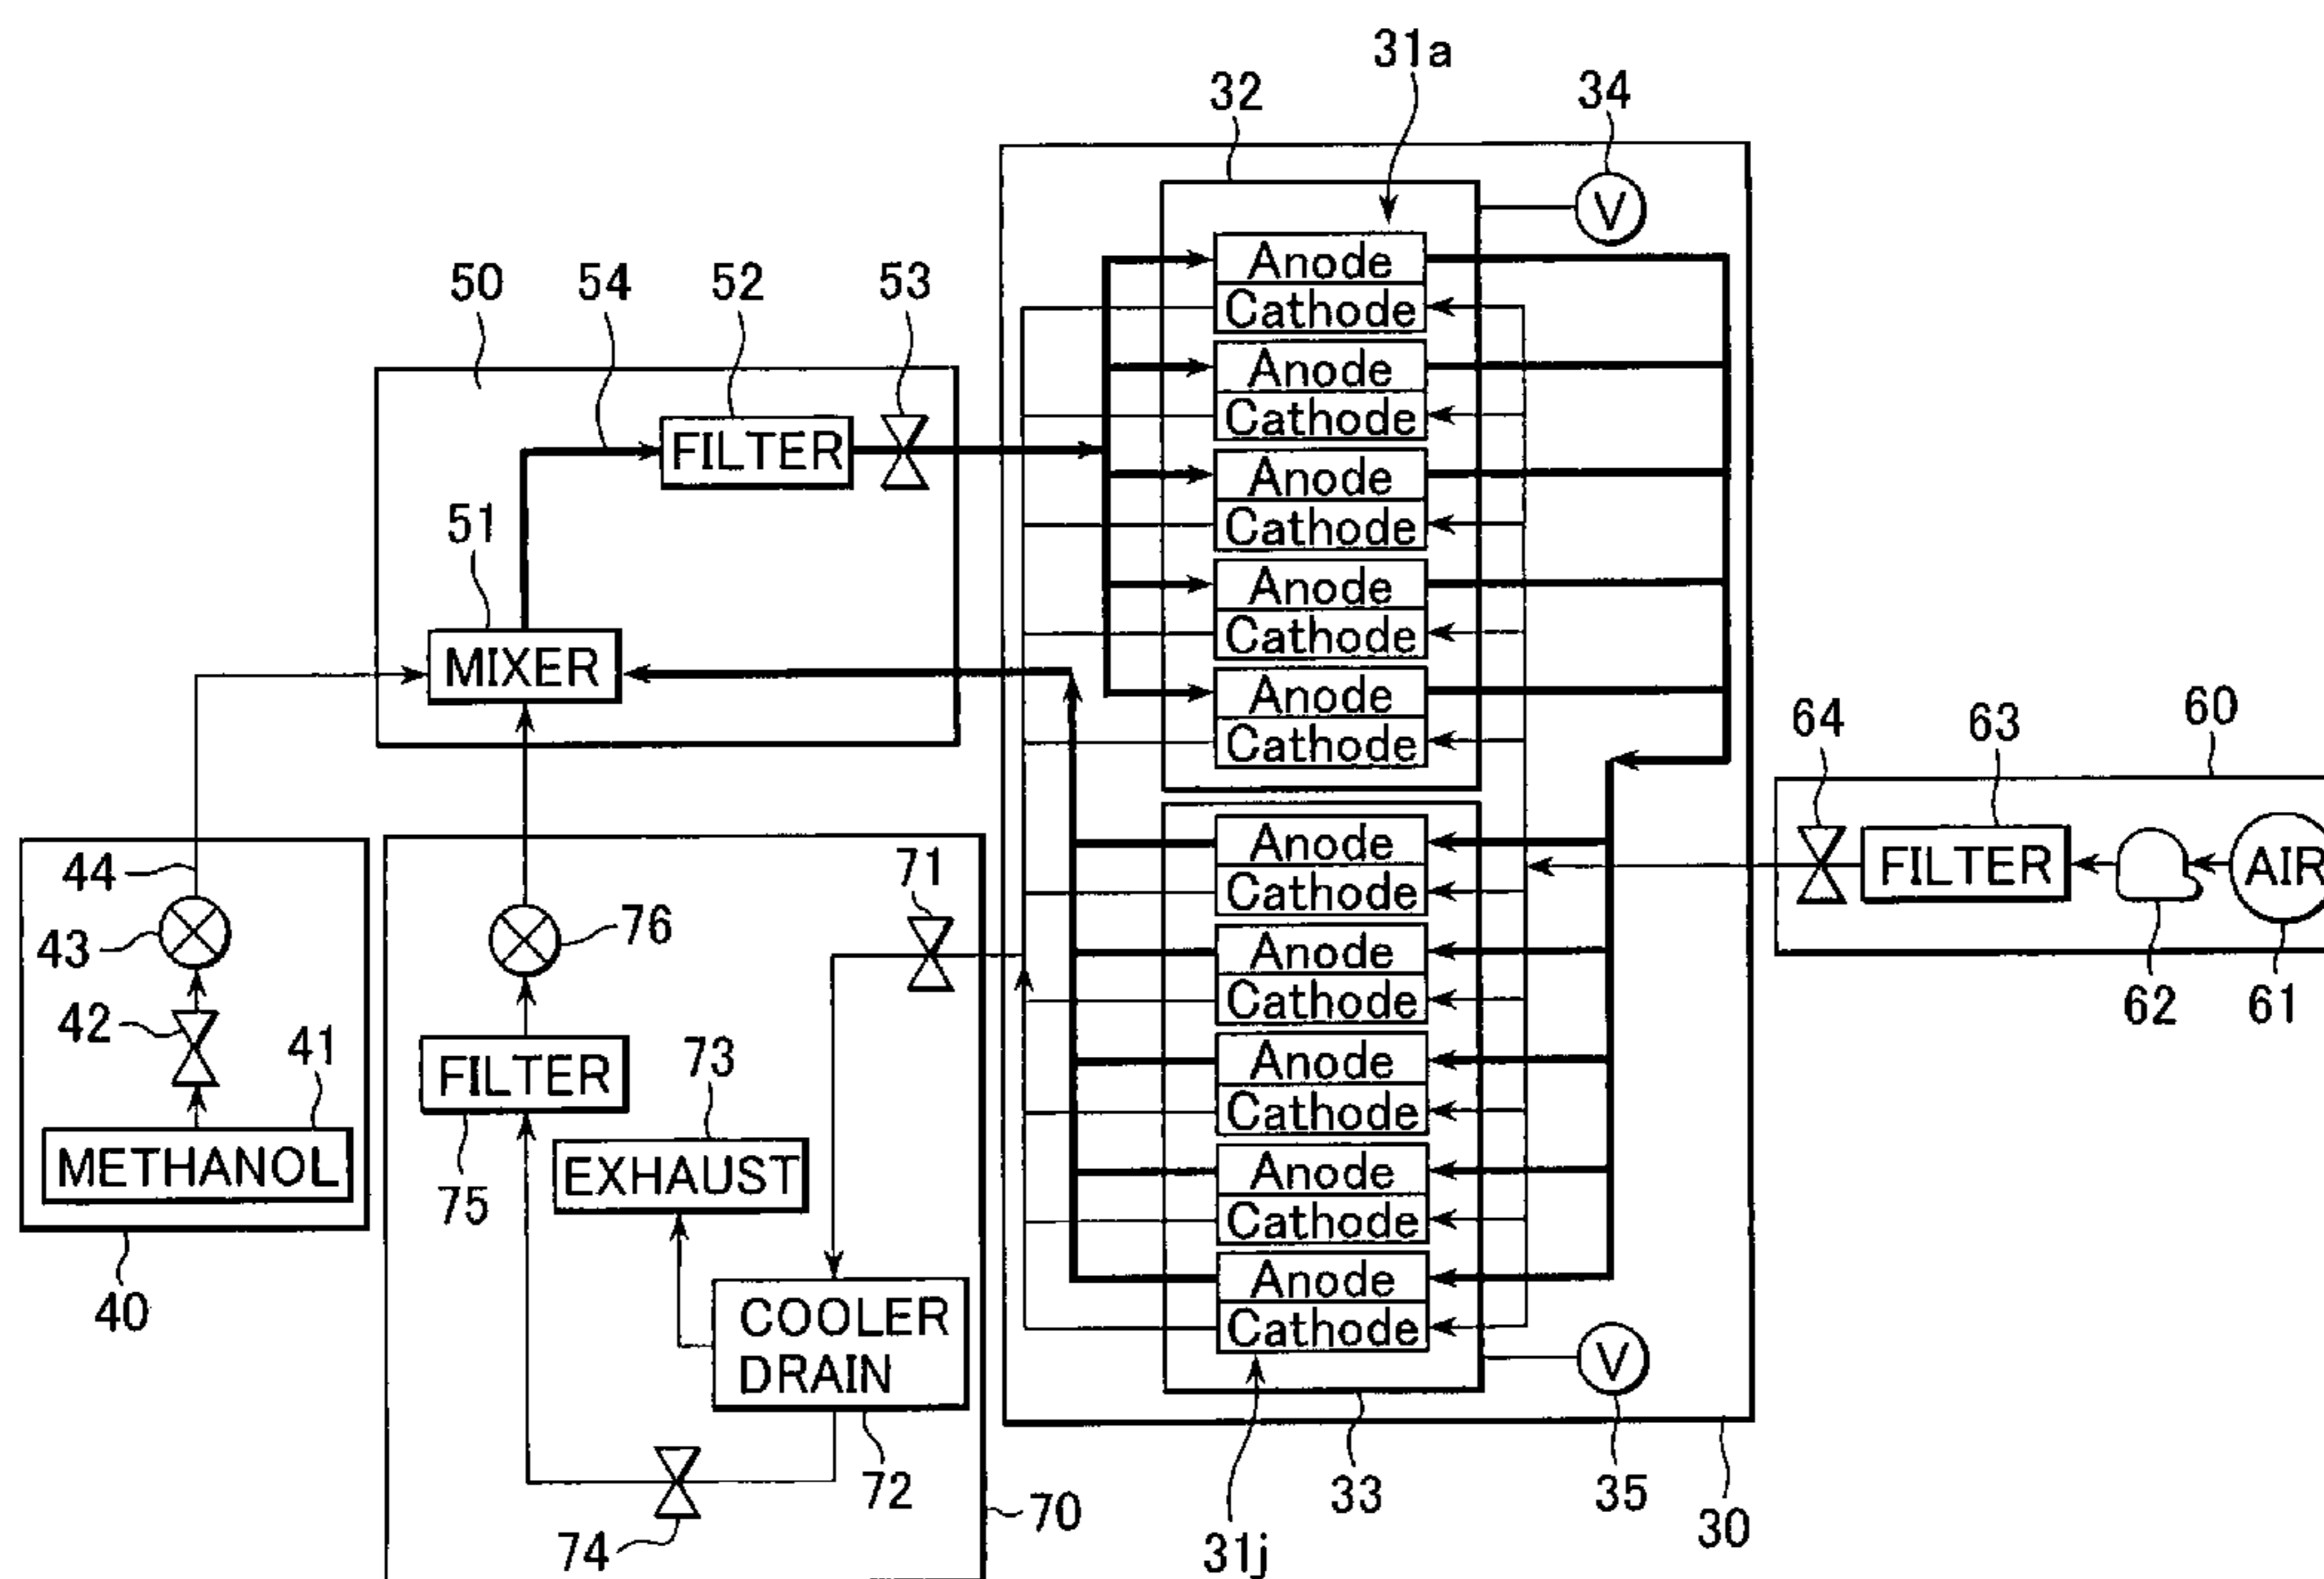 31a
32
34
V
Anode
Cathode
Anode
Cathode
Anode
Cathode
Anode
Cathode
Anode
Cathode
50
54
52
53
FILTER
51
MIXER
64
63
60
FILTER
AIR
62
61
Anode
Cathode
Anode
Cathode
Anode
Cathode
Anode
Cathode
Anode
Cathode
44
43
42
41
METHANOL
40
71
76
FILTER
75
73
EXHAUST
COOLER
DRAIN
72
74
70
V
35
33
31j
30